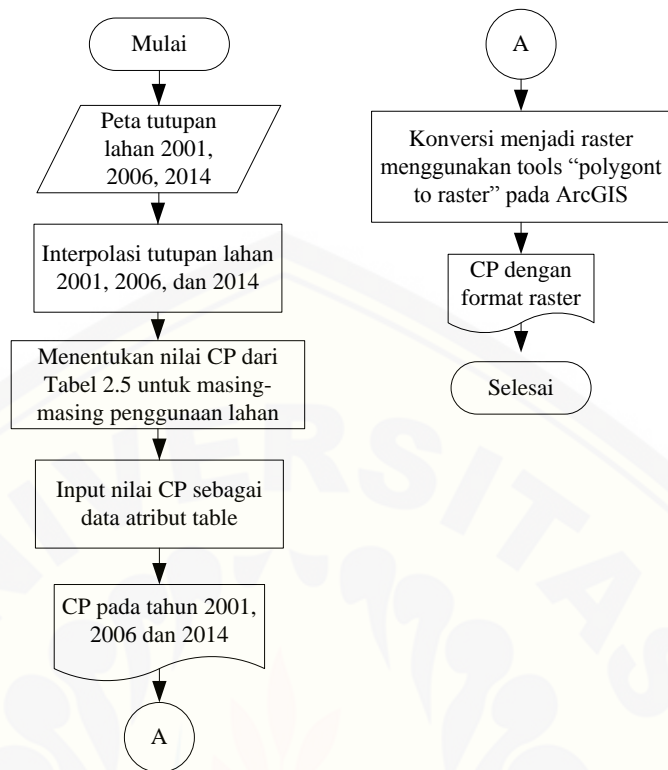 Mulai
Peta tutupan
lahan 2001,
2006, 2014
Interpolasi tutupan lahan
2001, 2006, dan 2014
Menentukan nilai CP dari
Tabel 2.5 untuk masing-
masing penggunaan lahan
Input nilai CP sebagai
data atribut table
CP pada tahun 2001,
2006 dan 2014
A
A
Konversi menjadi raster
menggunakan tools “polygont
to raster” pada ArcGIS
CP dengan
format raster
Selesai
UNIVERSITAS